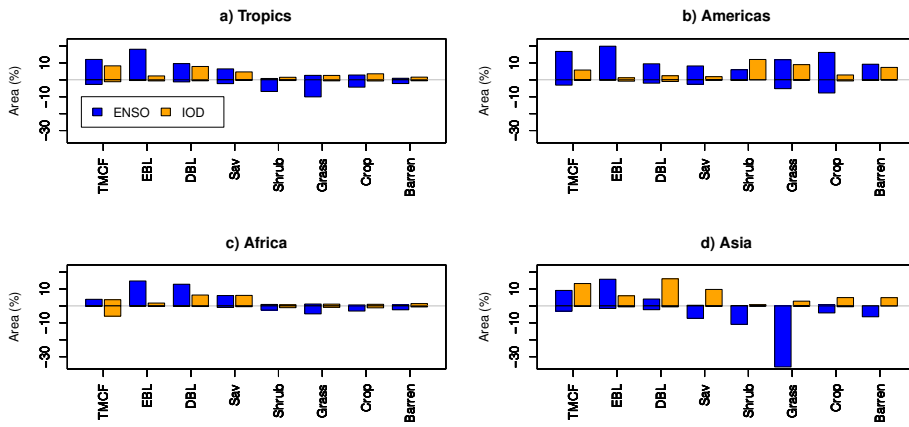 a) Tropics
Area (%)
10
-10
-30
ENSO
IOD
TMCF
EBL
DBL
Sav
Shrub
Grass
Crop
Barren
b) Americas
Area (%)
10
-10
-30
TMCF
EBL
DBL
Sav
Shrub
Grass
Crop
Barren
c) Africa
Area (%)
10
-10
-30
TMCF
EBL
DBL
Sav
Shrub
Grass
Crop
Barren
d) Asia
Area (%)
10
-10
-30
TMCF
EBL
DBL
Sav
Shrub
Grass
Crop
Barren